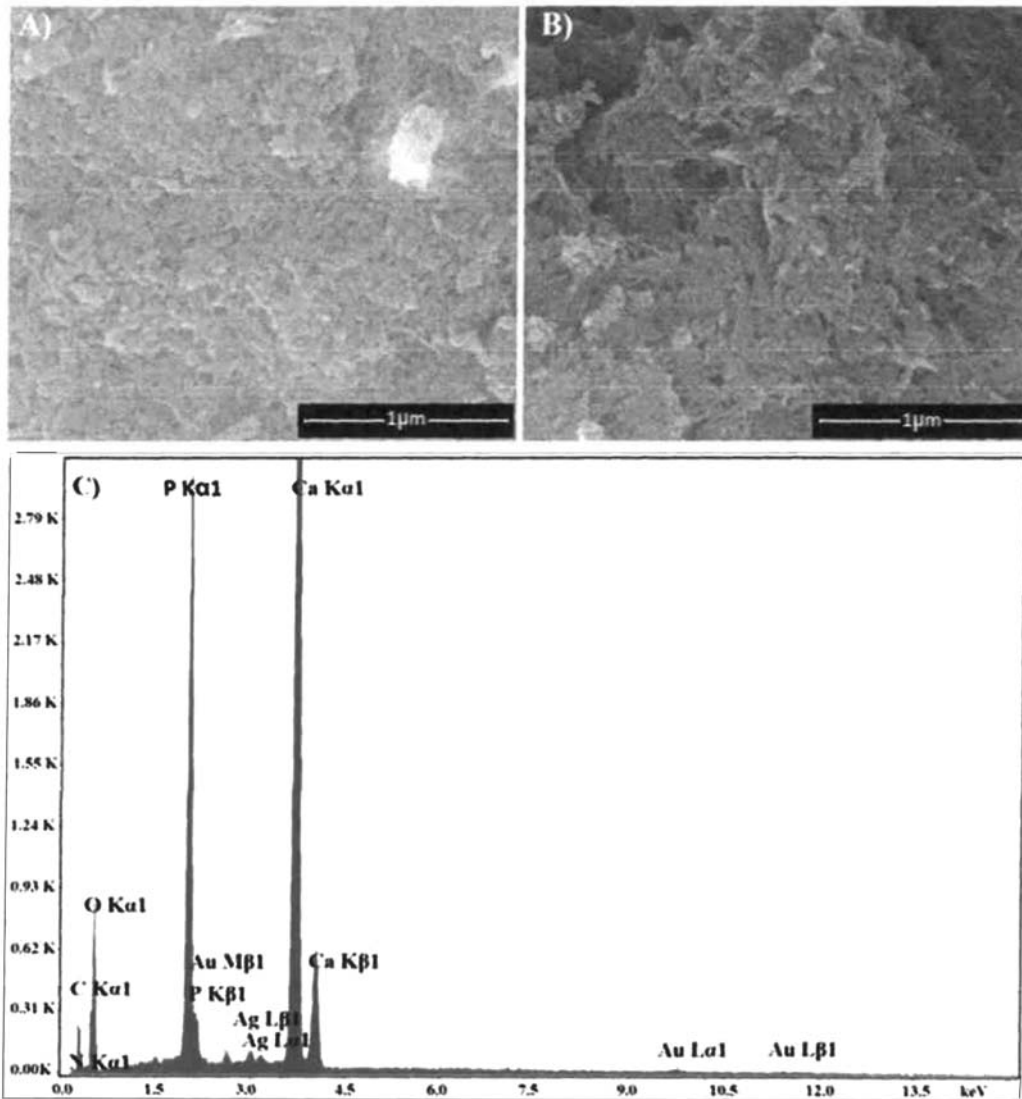 A)
B)
1µm
1µm
C)
P Kα1
Ca Kα1
2.79 K
2.48 K
2.17 K
1.86 K
1.55 K
1.24 K
0.93 K
O Kα1
0.62 K
Au Mβ1
Ca Kβ1
C Kα1
P Kβ1
0.31 K
Ag Lβ1
Ag Lα1
Au Lα1
Au Lβ1
N Kα1
0.00K
0.0 1.5 3.0 4.5 6.0 7.5 9.0 10.5 12.0 13.5 keV